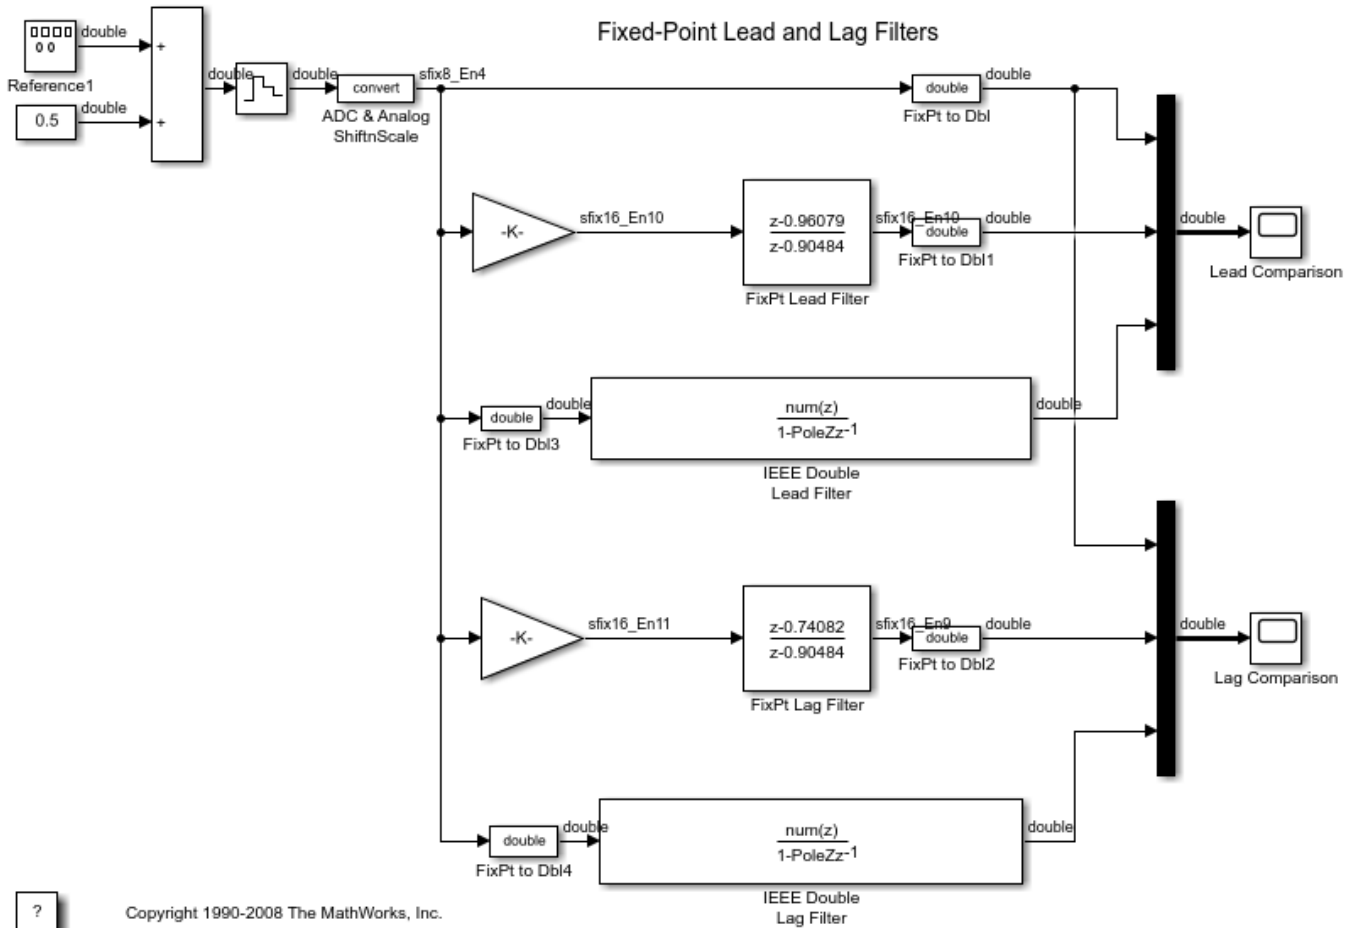 Fixed-Point Lead and Lag Filters
double
+
Reference1
0.5
double
+
double
double
convert
ADC & Analog
ShiftnScale
sfix8_En4
double
FixPt to Dbl
double
-K-
sfix16_En10
z-0.96079
z-0.90484
FixPt Lead Filter
sfix16_En10
double
FixPt to Dbl1
double
double
Lead Comparison
double
FixPt to Dbl3
double
num(z)
1-PoleZz-1
IEEE Double
Lead Filter
double
-K-
sfix16_En11
z-0.74082
z-0.90484
FixPt Lag Filter
sfix16_En9
double
FixPt to Dbl2
double
double
Lag Comparison
double
FixPt to Dbl4
double
num(z)
1-PoleZz-1
IEEE Double
Lag Filter
double
?
Copyright 1990-2008 The MathWorks, Inc.